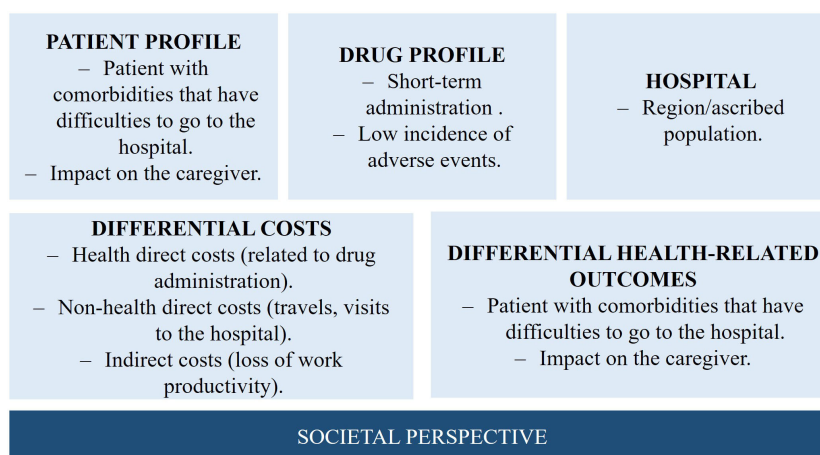 PATIENT PROFILE
– Patient with
comorbidities that have
difficulties to go to the
hospital.
– Impact on the caregiver.
DRUG PROFILE
– Short-term
administration .
– Low incidence of
adverse events.
HOSPITAL
– Region/ascribed
population.
DIFFERENTIAL COSTS
– Health direct costs (related to drug
administration).
– Non-health direct costs (travels, visits
to the hospital).
– Indirect costs (loss of work
productivity).
DIFFERENTIAL HEALTH-RELATED
OUTCOMES
– Patient with comorbidities that have
difficulties to go to the hospital.
– Impact on the caregiver.
SOCIETAL PERSPECTIVE